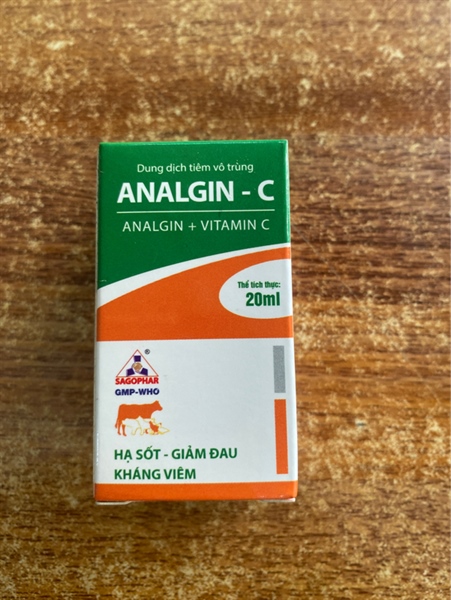 Dung dịch tiêm vô trùng
ANALGIN - C
ANALGIN + VITAMIN C
Thể tích thực:
20ml
®
SAGOPHAR
GMP-WHO
HẠ SỐT - GIẢM ĐAU
KHÁNG VIÊM